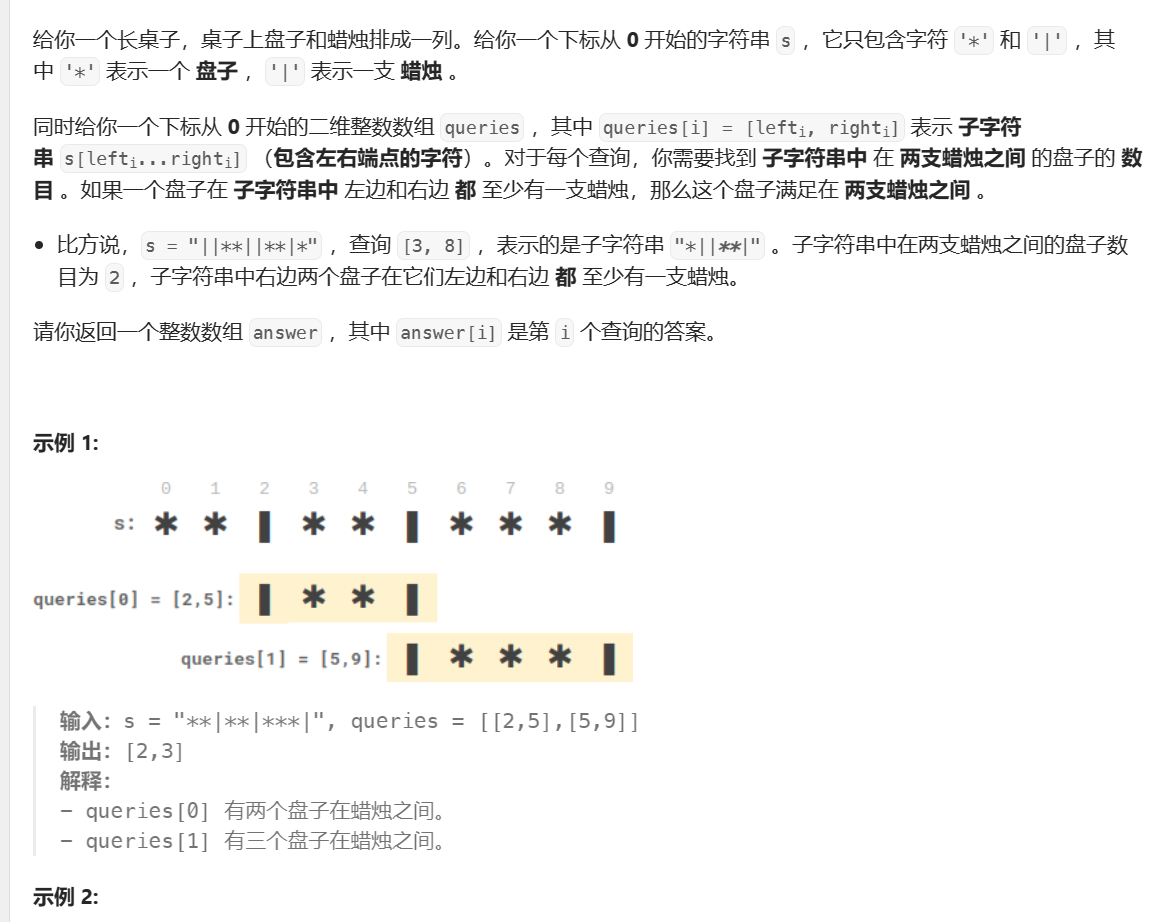 给你一个长桌子，桌子上盘子和蜡烛排成一列。给你一个下标从 0 开始的字符串 s ，它只包含字符 '*' 和 '|' ，其
中 '*' 表示一个 盘子 ，'|' 表示一支 蜡烛 。
同时给你一个下标从 0 开始的二维整数数组 queries ，其中 queries[i] = [lefti, righti] 表示 子字符
串 s[lefti...righti] （包含左右端点的字符）。对于每个查询，你需要找到 子字符串中 在 两支蜡烛之间 的盘子的 数
目 。如果一个盘子在 子字符串中 左边和右边 都 至少有一支蜡烛，那么这个盘子满足在 两支蜡烛之间 。
• 比方说，s = "||**||**|*" ，查询 [3, 8] ，表示的是子字符串 "*||**|" 。子字符串中在两支蜡烛之间的盘子数
目为 2 ，子字符串中右边两个盘子在它们左边和右边 都 至少有一支蜡烛。
请你返回一个整数数组 answer ，其中 answer[i] 是第 i 个查询的答案。
示例 1:
0 1 2 3 4 5 6 7 8 9
s: * * | * * | * * * |
queries[0] = [2,5]: | * * |
queries[1] = [5,9]: | * * * |
输入：s = "**|**|***|", queries = [[2,5],[5,9]]
输出：[2,3]
解释：
- queries[0] 有两个盘子在蜡烛之间。
- queries[1] 有三个盘子在蜡烛之间。
示例 2: